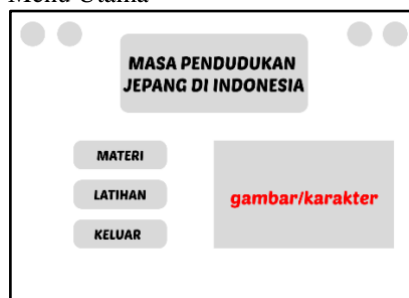 Menu Utama
MASA PENDUDUKAN
JEPANG DI INDONESIA
MATERI
LATIHAN
gambar/karakter
KELUAR